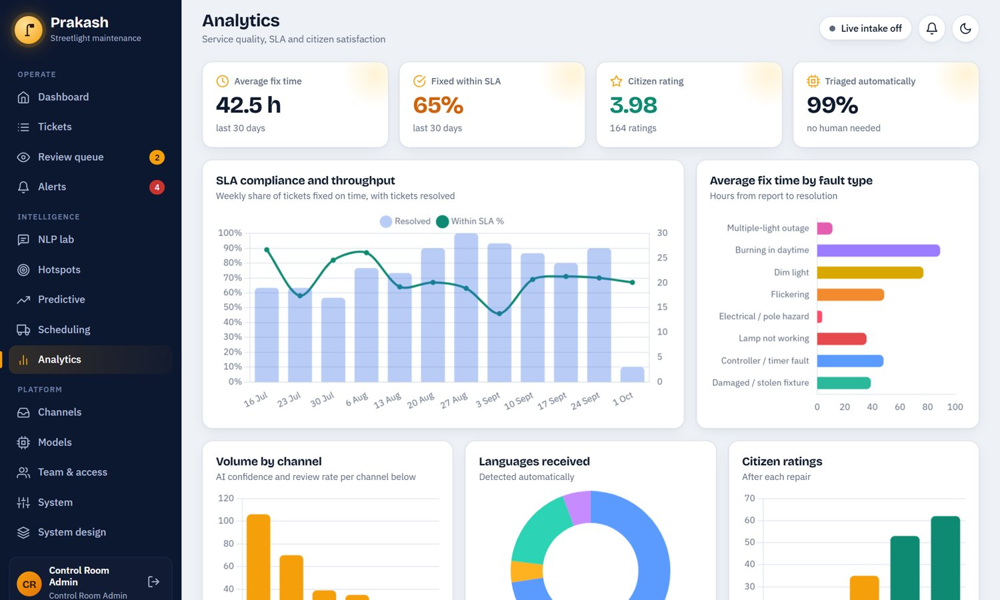 Prakash
Streetlight maintenance
OPERATE
Dashboard
Tickets
Review queue
2
Alerts
4
INTELLIGENCE
NLP lab
Hotspots
Predictive
Scheduling
Analytics
PLATFORM
Channels
Models
Team & access
System
System design
CR
Control Room
Admin
Control Room Admin
Analytics
Service quality, SLA and citizen satisfaction
Live intake off
Average fix time
42.5 h
last 30 days
Fixed within SLA
65%
last 30 days
Citizen rating
3.98
164 ratings
Triaged automatically
99%
no human needed
SLA compliance and throughput
Weekly share of tickets fixed on time, with tickets resolved
Resolved
Within SLA %
100%
90%
80%
70%
60%
50%
40%
30%
20%
10%
0%
30
25
20
15
10
5
0
16 Jul
23 Jul
30 Jul
6 Aug
13 Aug
20 Aug
27 Aug
3 Sept
10 Sept
17 Sept
24 Sept
1 Oct
Average fix time by fault type
Hours from report to resolution
Multiple-light outage
Burning in daytime
Dim light
Flickering
Electrical / pole hazard
Lamp not working
Controller / timer fault
Damaged / stolen fixture
0
20
40
60
80
100
Volume by channel
AI confidence and review rate per channel below
120
100
80
60
40
Languages received
Detected automatically
Citizen ratings
After each repair
70
60
50
40
30